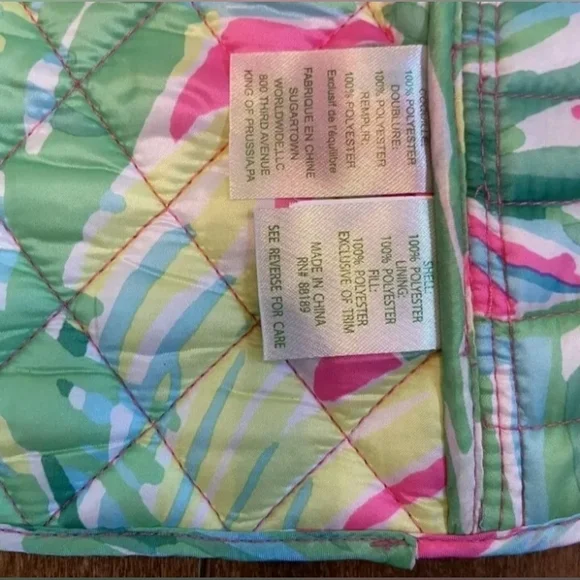 100% POLYESTER
DOUBLURE:
100% POLYESTER
REMPLIR:
100% POLYESTER
Exclusif de l'équilibre
FABRIQUE EN CHINE
SUGARTOWN
WORLDWIDE,LLC
800 THIRD AVENUE
KING OF PRUSSIA,PA
SHELL:
100% POLYESTER
LINING:
100% POLYESTER
FILL:
100% POLYESTER
EXCLUSIVE OF TRIM
MADE IN CHINA
RN# 88189
SEE REVERSE FOR CARE